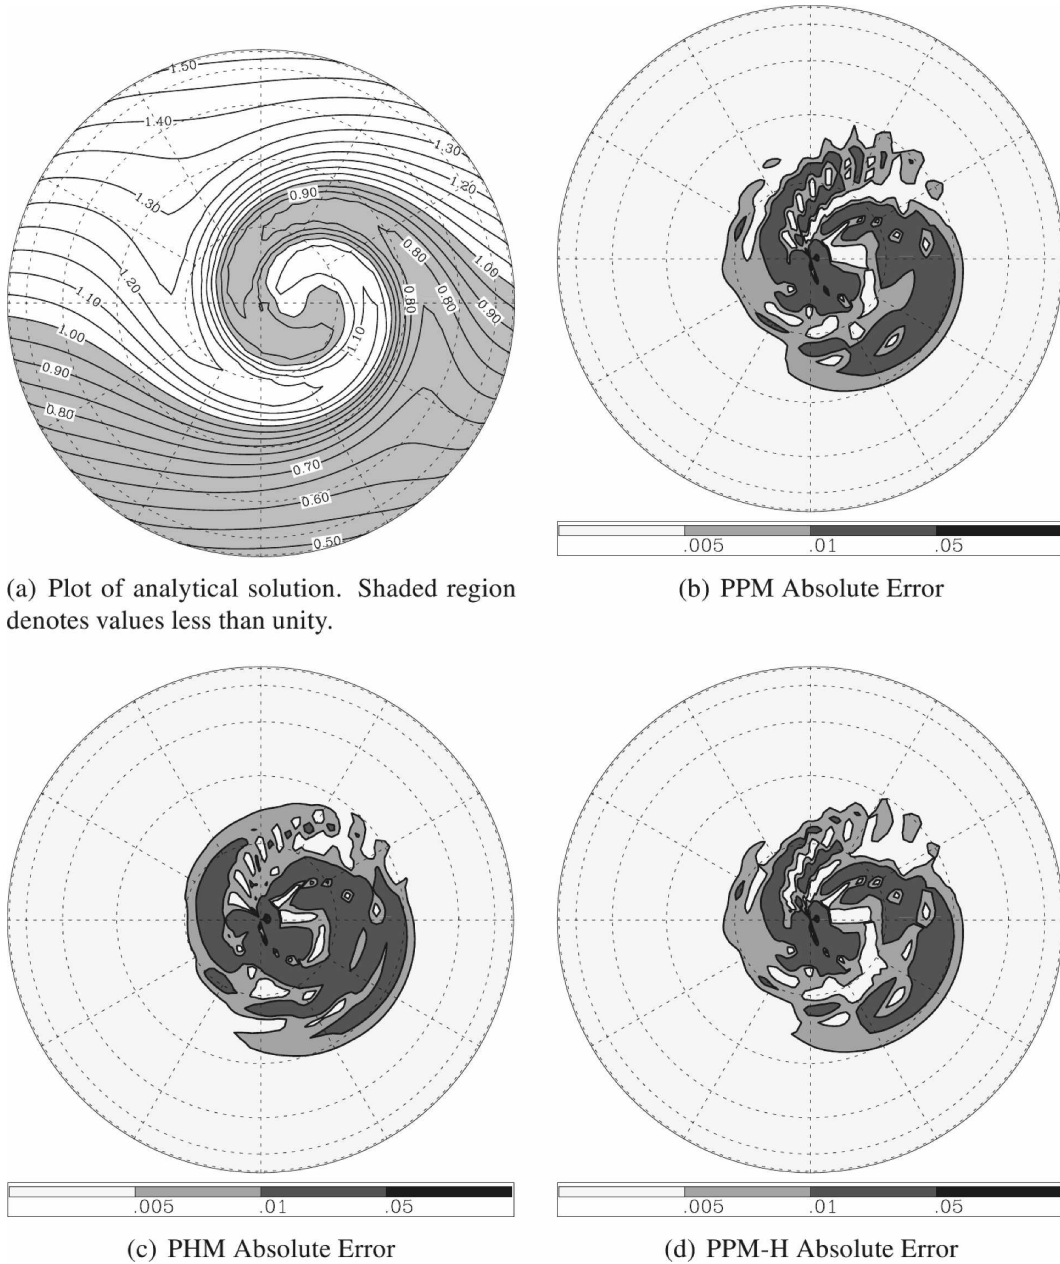 1.50
1.40
1.30
1.30
1.20
0.90
1.20
0.80
1.00
1.10
0.80
0.80
0.90
1.00
1.10
0.90
0.80
0.70
0.60
0.50
.005 .01 .05
(a) Plot of analytical solution. Shaded region
denotes values less than unity.
(b) PPM Absolute Error
.005 .01 .05
(c) PHM Absolute Error
.005 .01 .05
(d) PPM-H Absolute Error